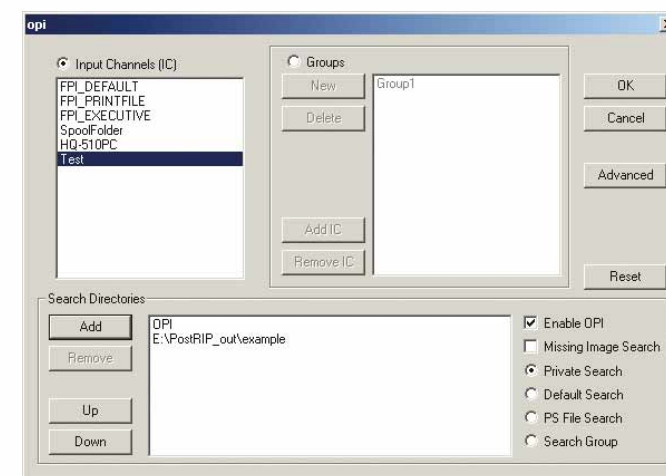 opi
Input Channels (IC)
FPI_DEFAULT
FPI_PRINTFILE
FPI_EXECUTIVE
SpoolFolder
HQ-510PC
Test
Groups
New
Delete
Add IC
Remove IC
Group1
OK
Cancel
Advanced
Reset
Search Directories
Add
Remove
Up
Down
OPI
E:\PostRIP_out\example
Enable OPI
Missing Image Search
Private Search
Default Search
PS File Search
Search Group